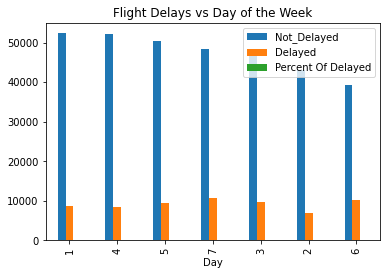 Flight Delays vs Day of the Week
50000
40000
30000
20000
10000
0
Not_Delayed
Delayed
Percent Of Delayed
1 4 5 7 3 2 6
Day